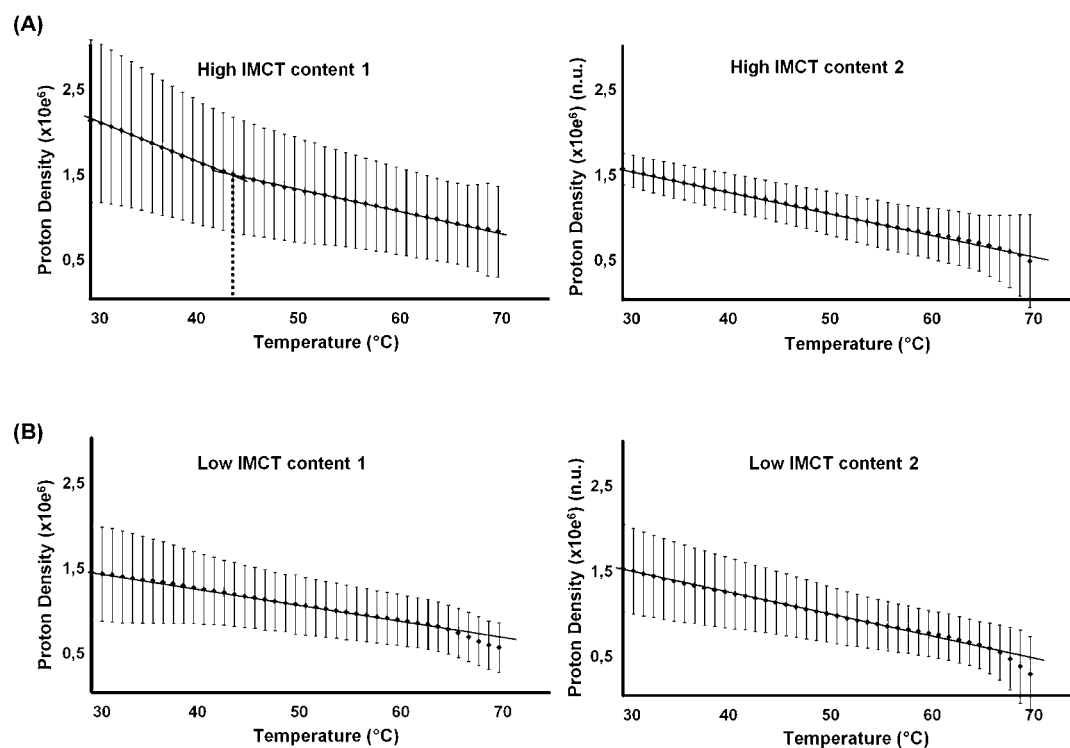 (A)
High IMCT content 1
Proton Density (x10e⁶)
2,5
1,5
0,5
30 40 50 60 70
Temperature (°C)
High IMCT content 2
Proton Density (x10e⁶) (n.u.)
2,5
1,5
0,5
30 40 50 60 70
Temperature (°C)
(B)
Low IMCT content 1
Proton Density (x10e⁶)
2,5
1,5
0,5
30 40 50 60 70
Temperature (°C)
Low IMCT content 2
Proton Density (x10e⁶) (n.u.)
2,5
1,5
0,5
30 40 50 60 70
Temperature (°C)